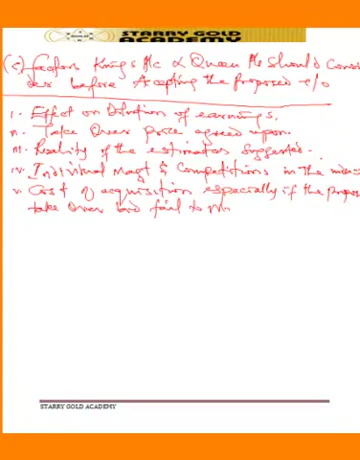 STARRY GOLD
ACADEMY
(c) Factors Kings Plc & Queen Plc Should Consi
der before Accepting the Proposed T/O
i. Effect on Dilution of earnings.
ii. Take Over price agreed upon.
iii. Reality of the estimates Suggested.
iv. Individual Magt & Competitions in the
v. Cost of acquisition especially if the propos
take Over bid fail to
STARRY GOLD ACADEMY